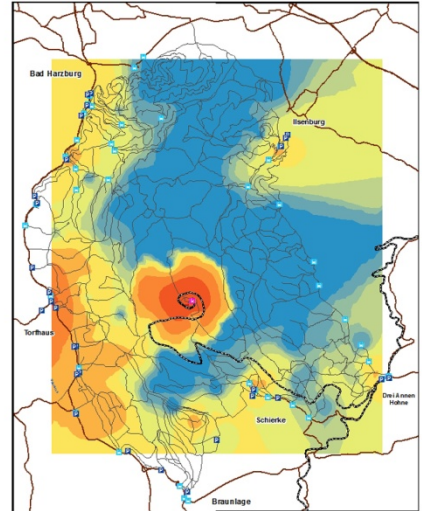 Bad Harzburg
Ilsenburg
Torfhaus
Drei-Annen
Hohne
Schierke
Braunlage